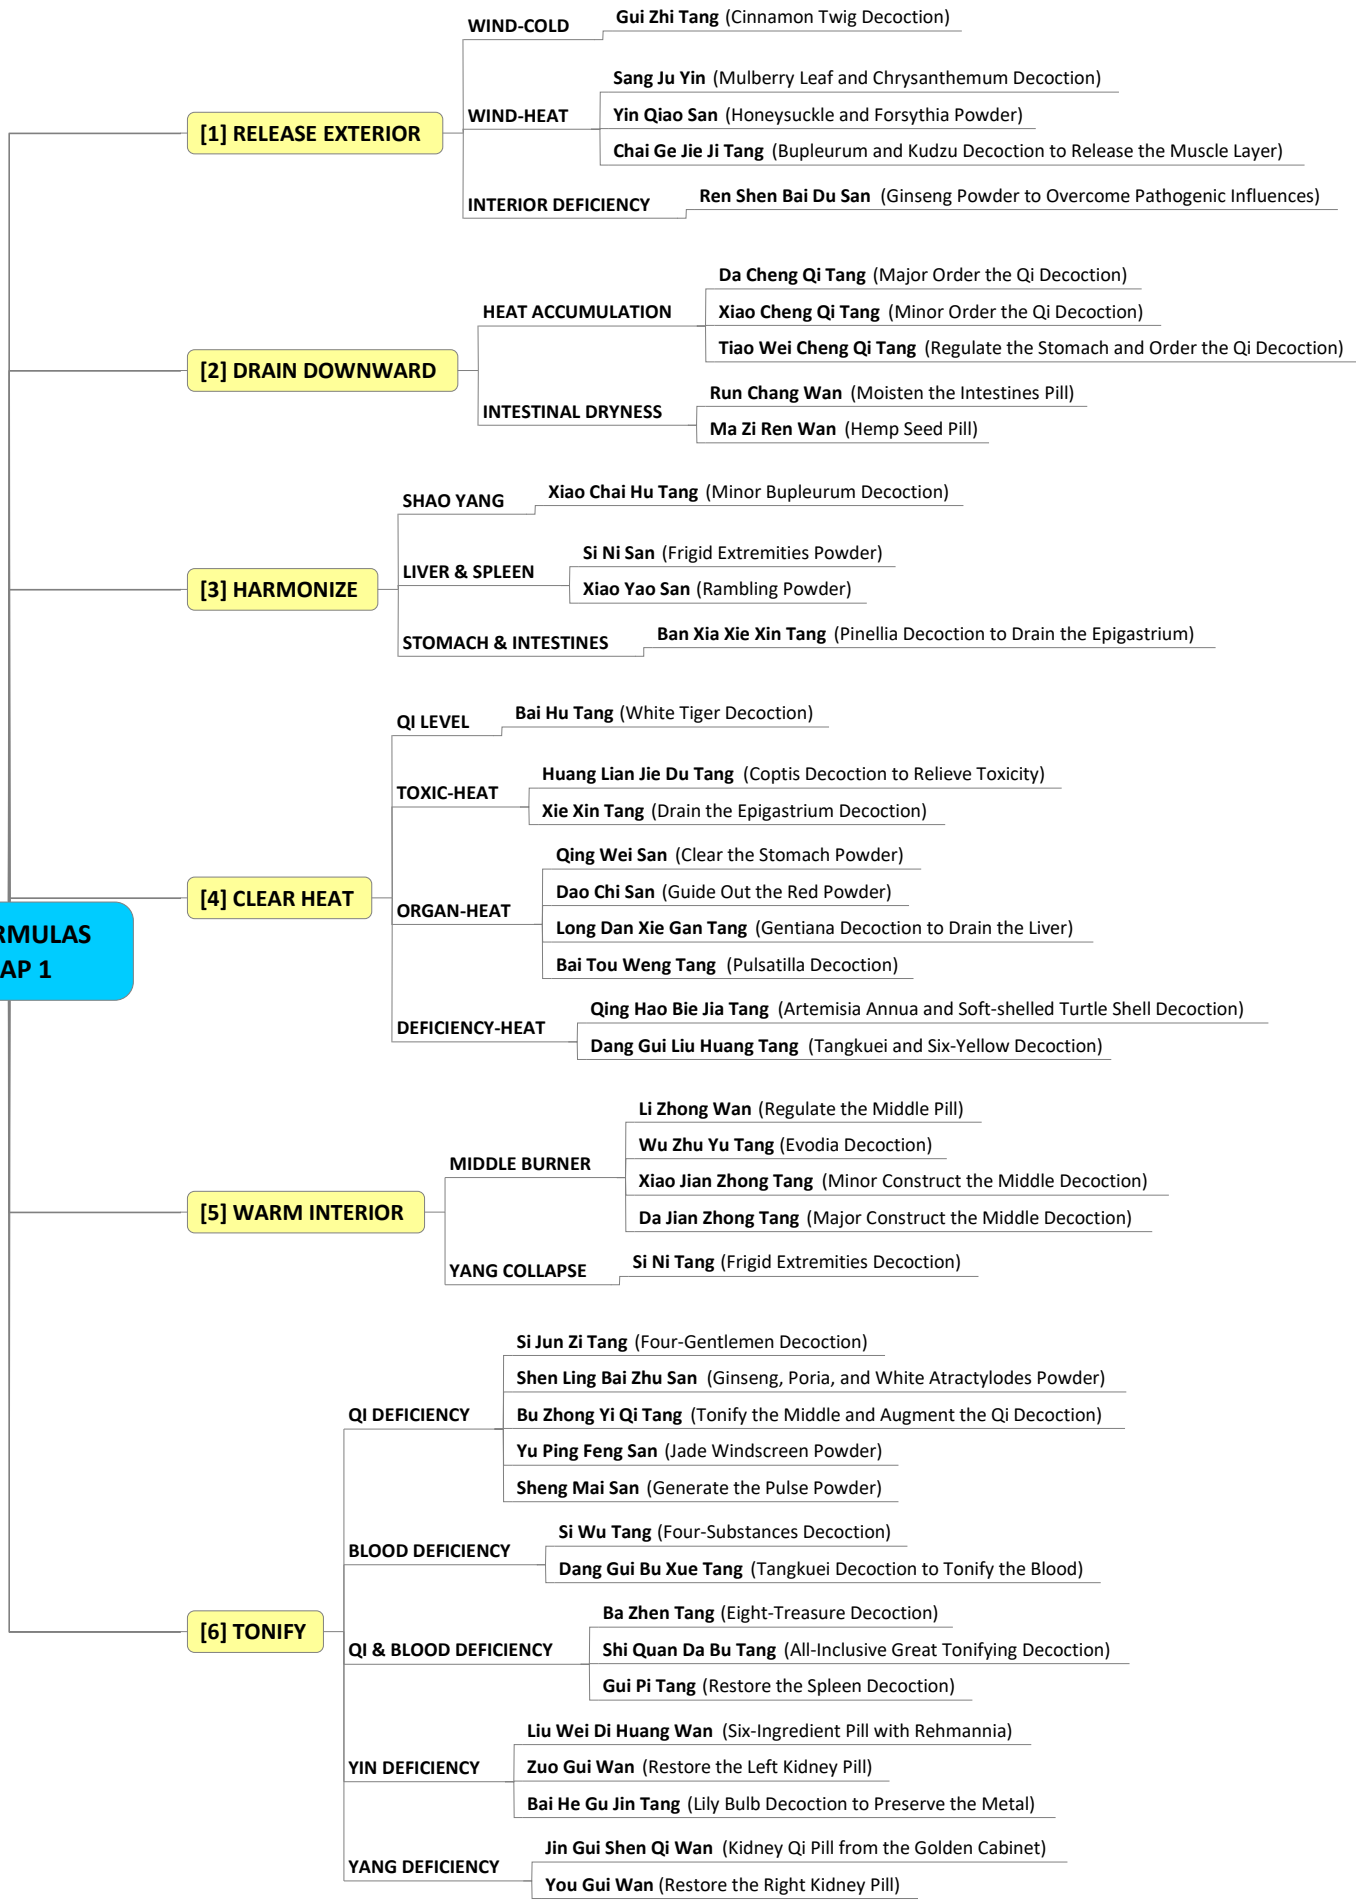 WIND-COLD
Gui Zhi Tang (Cinnamon Twig Decoction)
[1] RELEASE EXTERIOR
WIND-HEAT
Sang Ju Yin (Mulberry Leaf and Chrysanthemum Decoction)
Yin Qiao San (Honeysuckle and Forsythia Powder)
Chai Ge Jie Ji Tang (Bupleurum and Kudzu Decoction to Release the Muscle Layer)
INTERIOR DEFICIENCY
Ren Shen Bai Du San (Ginseng Powder to Overcome Pathogenic Influences)
[2] DRAIN DOWNWARD
HEAT ACCUMULATION
Da Cheng Qi Tang (Major Order the Qi Decoction)
Xiao Cheng Qi Tang (Minor Order the Qi Decoction)
Tiao Wei Cheng Qi Tang (Regulate the Stomach and Order the Qi Decoction)
INTESTINAL DRYNESS
Run Chang Wan (Moisten the Intestines Pill)
Ma Zi Ren Wan (Hemp Seed Pill)
[3] HARMONIZE
SHAO YANG
Xiao Chai Hu Tang (Minor Bupleurum Decoction)
LIVER & SPLEEN
Si Ni San (Frigid Extremities Powder)
Xiao Yao San (Rambling Powder)
STOMACH & INTESTINES
Ban Xia Xie Xin Tang (Pinellia Decoction to Drain the Epigastrium)
[4] CLEAR HEAT
QI LEVEL
Bai Hu Tang (White Tiger Decoction)
TOXIC-HEAT
Huang Lian Jie Du Tang (Coptis Decoction to Relieve Toxicity)
Xie Xin Tang (Drain the Epigastrium Decoction)
ORGAN-HEAT
Qing Wei San (Clear the Stomach Powder)
Dao Chi San (Guide Out the Red Powder)
Long Dan Xie Gan Tang (Gentiana Decoction to Drain the Liver)
Bai Tou Weng Tang (Pulsatilla Decoction)
DEFICIENCY-HEAT
Qing Hao Bie Jia Tang (Artemisia Annua and Soft-shelled Turtle Shell Decoction)
Dang Gui Liu Huang Tang (Tangkuei and Six-Yellow Decoction)
RMULAS
AP 1
[5] WARM INTERIOR
MIDDLE BURNER
Li Zhong Wan (Regulate the Middle Pill)
Wu Zhu Yu Tang (Evodia Decoction)
Xiao Jian Zhong Tang (Minor Construct the Middle Decoction)
Da Jian Zhong Tang (Major Construct the Middle Decoction)
YANG COLLAPSE
Si Ni Tang (Frigid Extremities Decoction)
[6] TONIFY
QI DEFICIENCY
Si Jun Zi Tang (Four-Gentlemen Decoction)
Shen Ling Bai Zhu San (Ginseng, Poria, and White Atractylodes Powder)
Bu Zhong Yi Qi Tang (Tonify the Middle and Augment the Qi Decoction)
Yu Ping Feng San (Jade Windscreen Powder)
Sheng Mai San (Generate the Pulse Powder)
BLOOD DEFICIENCY
Si Wu Tang (Four-Substances Decoction)
Dang Gui Bu Xue Tang (Tangkuei Decoction to Tonify the Blood)
QI & BLOOD DEFICIENCY
Ba Zhen Tang (Eight-Treasure Decoction)
Shi Quan Da Bu Tang (All-Inclusive Great Tonifying Decoction)
Gui Pi Tang (Restore the Spleen Decoction)
YIN DEFICIENCY
Liu Wei Di Huang Wan (Six-Ingredient Pill with Rehmannia)
Zuo Gui Wan (Restore the Left Kidney Pill)
Bai He Gu Jin Tang (Lily Bulb Decoction to Preserve the Metal)
YANG DEFICIENCY
Jin Gui Shen Qi Wan (Kidney Qi Pill from the Golden Cabinet)
You Gui Wan (Restore the Right Kidney Pill)